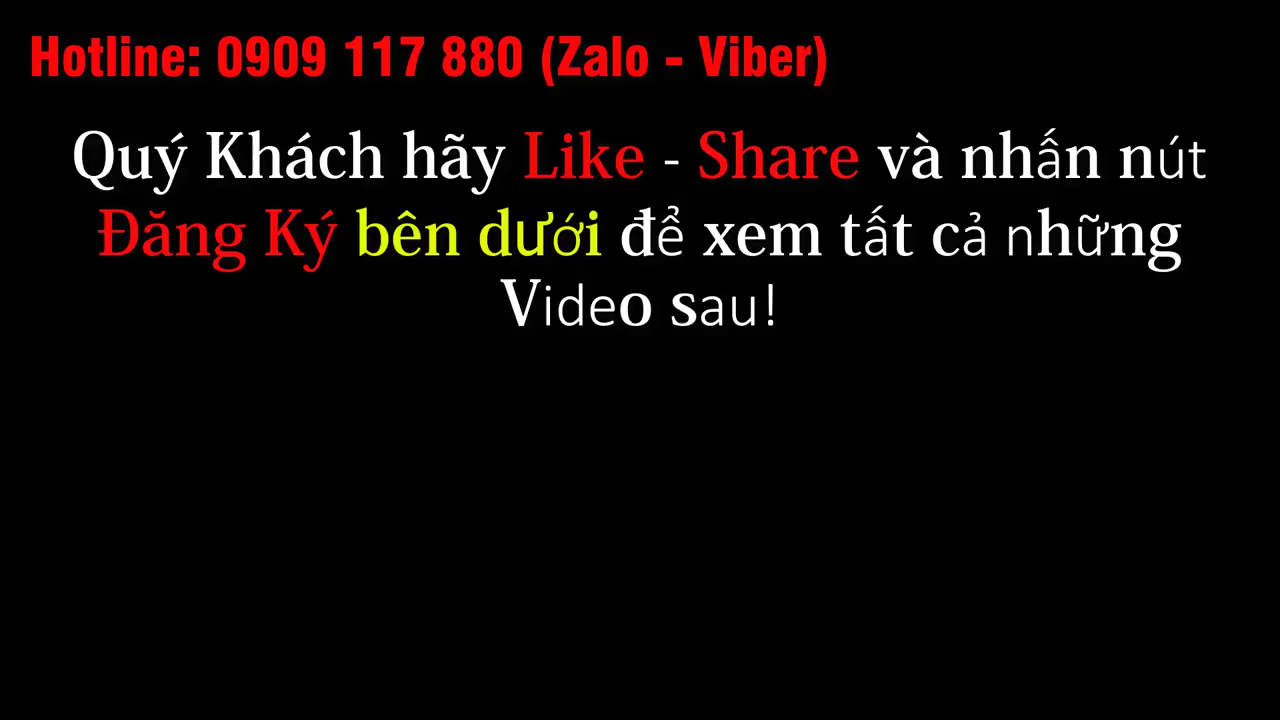 Hotline: 0909 117 880 (Zalo - Viber)
Quý Khách hãy Like - Share và nhấn nút
Đăng Ký bên dưới để xem tất cả những
Video sau!